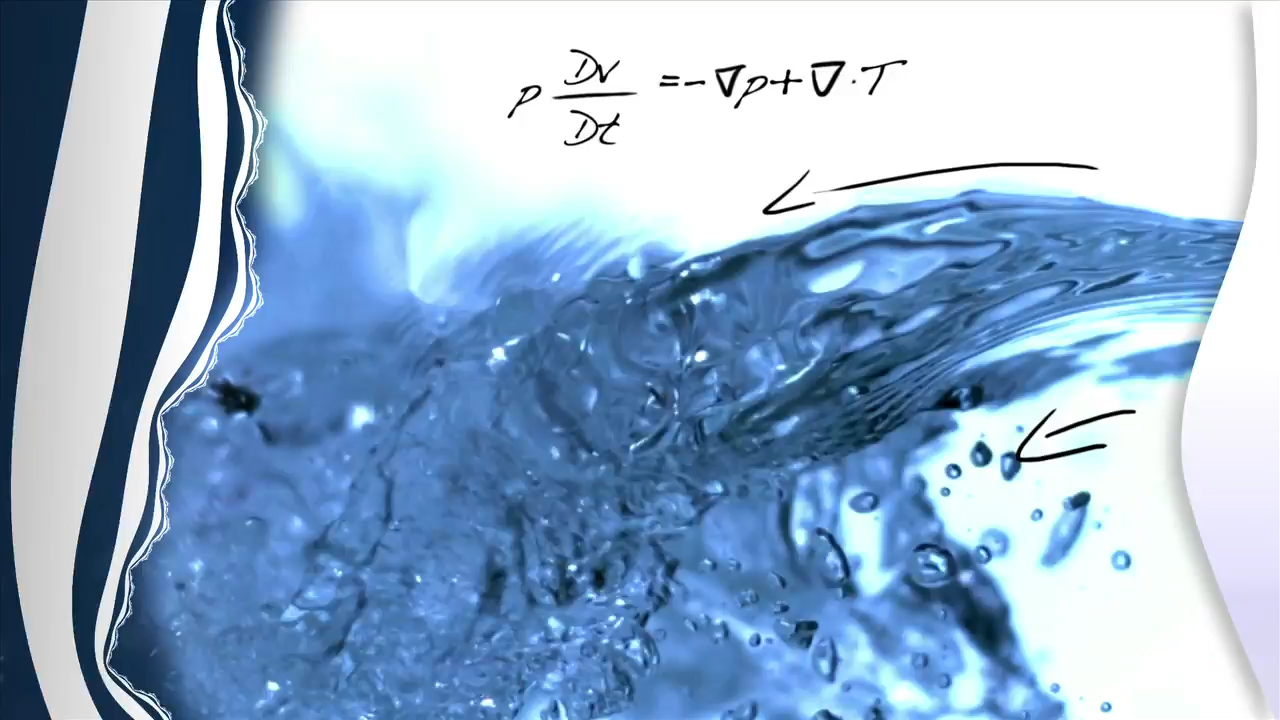 p Dv/Dt = -∇p + ∇·T